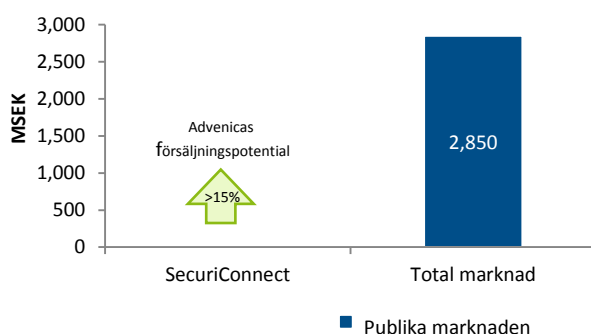 3,000
2,500
2,000
1,500
1,000
500
0
MSEK
Advenicas
försäljningspotential
>15%
2,850
SecuriConnect
Total marknad
Publika marknaden